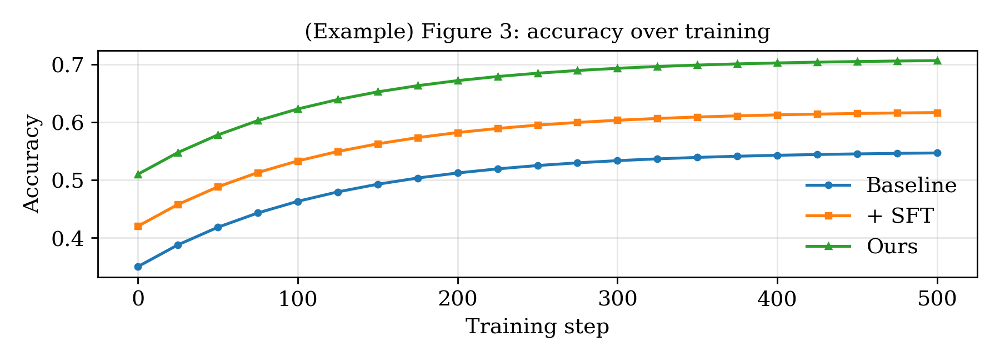 (Example) Figure 3: accuracy over training
Accuracy
0.7
0.6
0.5
0.4
Baseline
+ SFT
Ours
0 100 200 300 400 500
Training step